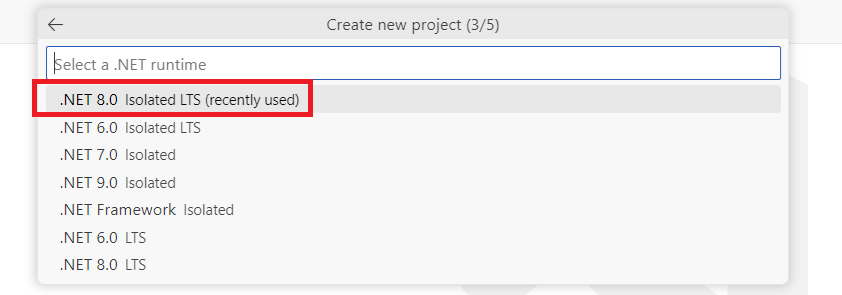 Create new project (3/5)
Select a .NET runtime
.NET 8.0 Isolated LTS (recently used)
.NET 6.0 Isolated LTS
.NET 7.0 Isolated
.NET 9.0 Isolated
.NET Framework Isolated
.NET 6.0 LTS
.NET 8.0 LTS